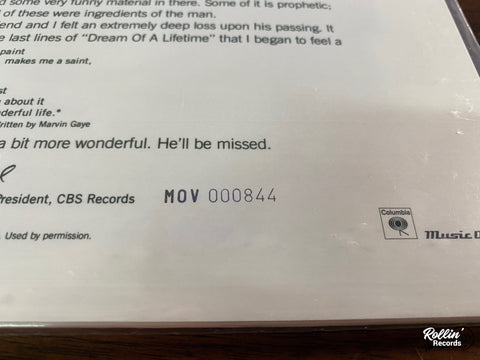 some very funny material in there. Some of it is prophetic;
of these were ingredients of the man.
end and I felt an extremely deep loss upon his passing. It
e last lines of "Dream Of A Lifetime" that I began to feel a
paint
makes me a saint,
st
about it
derful life."
ritten by Marvin Gaye
a bit more wonderful. He'll be missed.
President, CBS Records
MOV 000844
Used by permission.
Columbia
Music O
Rollin'
Records